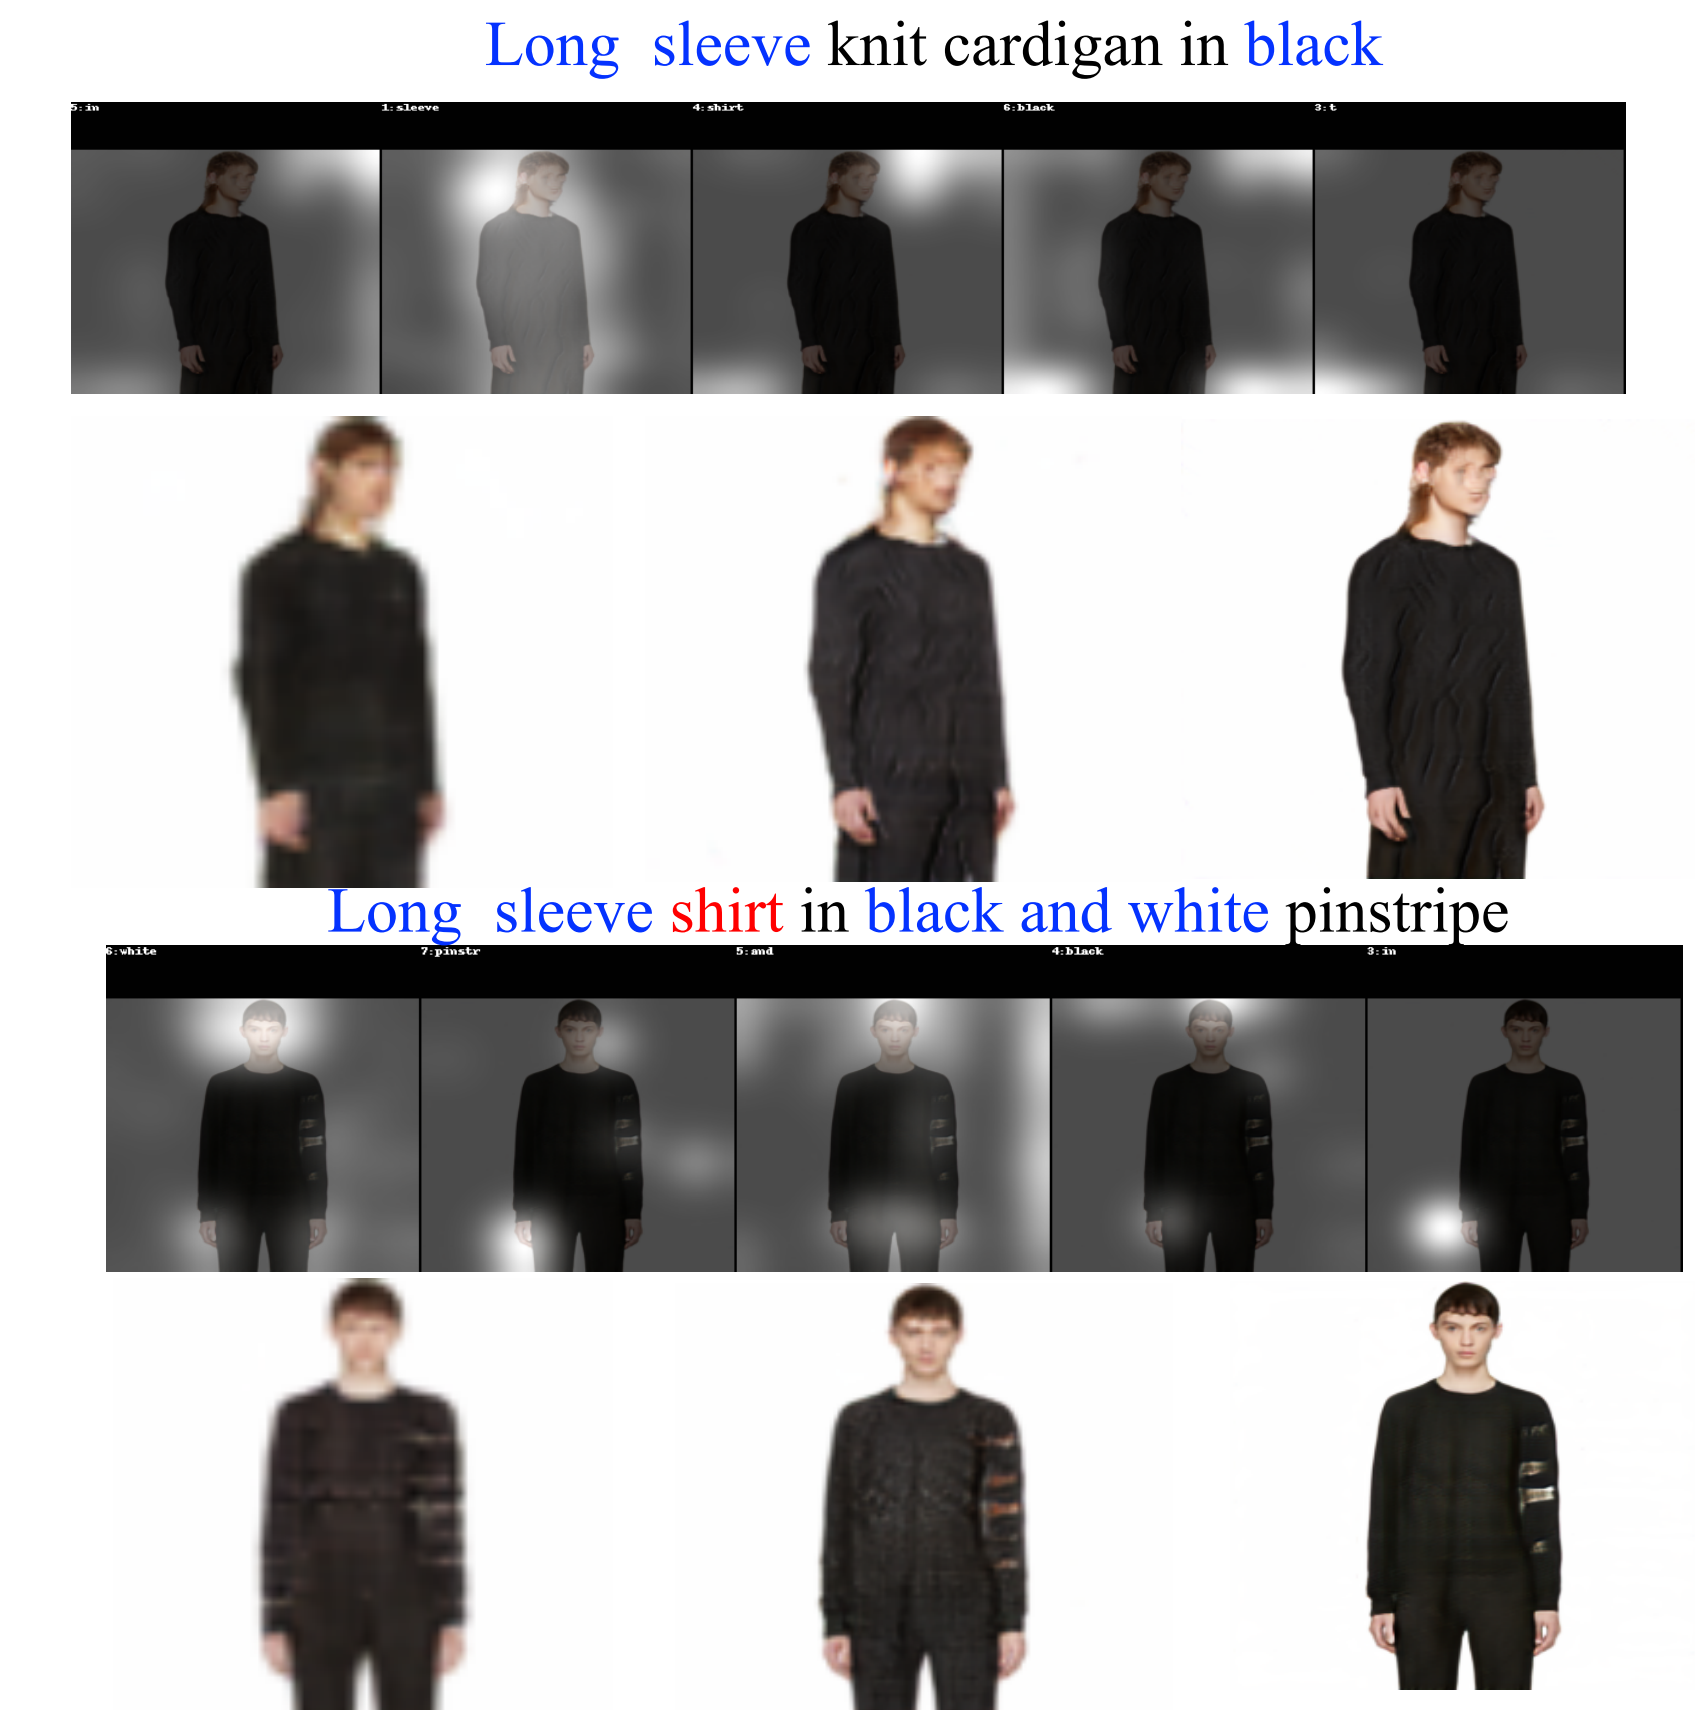 Long sleeve knit cardigan in black
5:in 1:sleeve 4:shirt 6:black 3:t
Long sleeve shirt in black and white pinstripe
6:white 7:pinstr 5:and 4:black 3:in